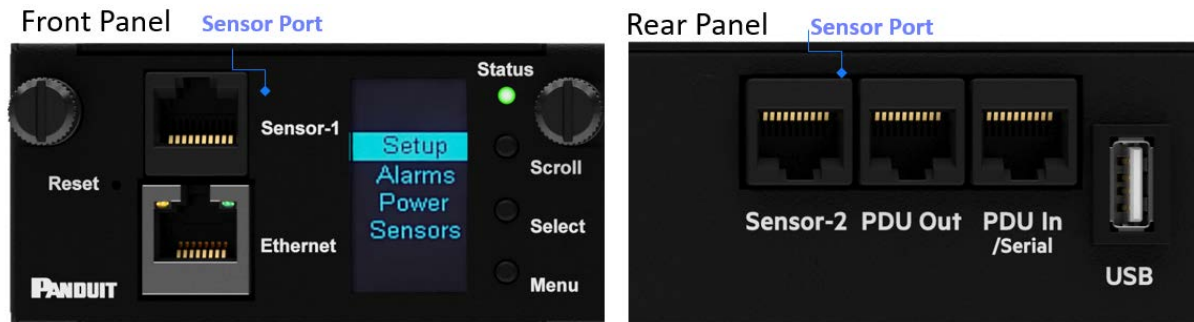 Front Panel
Sensor Port
Status
Sensor-1
Setup
Alarms
Power
Sensors
Scroll
Reset
Select
Ethernet
Menu
PANDUIT
Rear Panel
Sensor Port
Sensor-2
PDU Out
PDU In
/Serial
USB